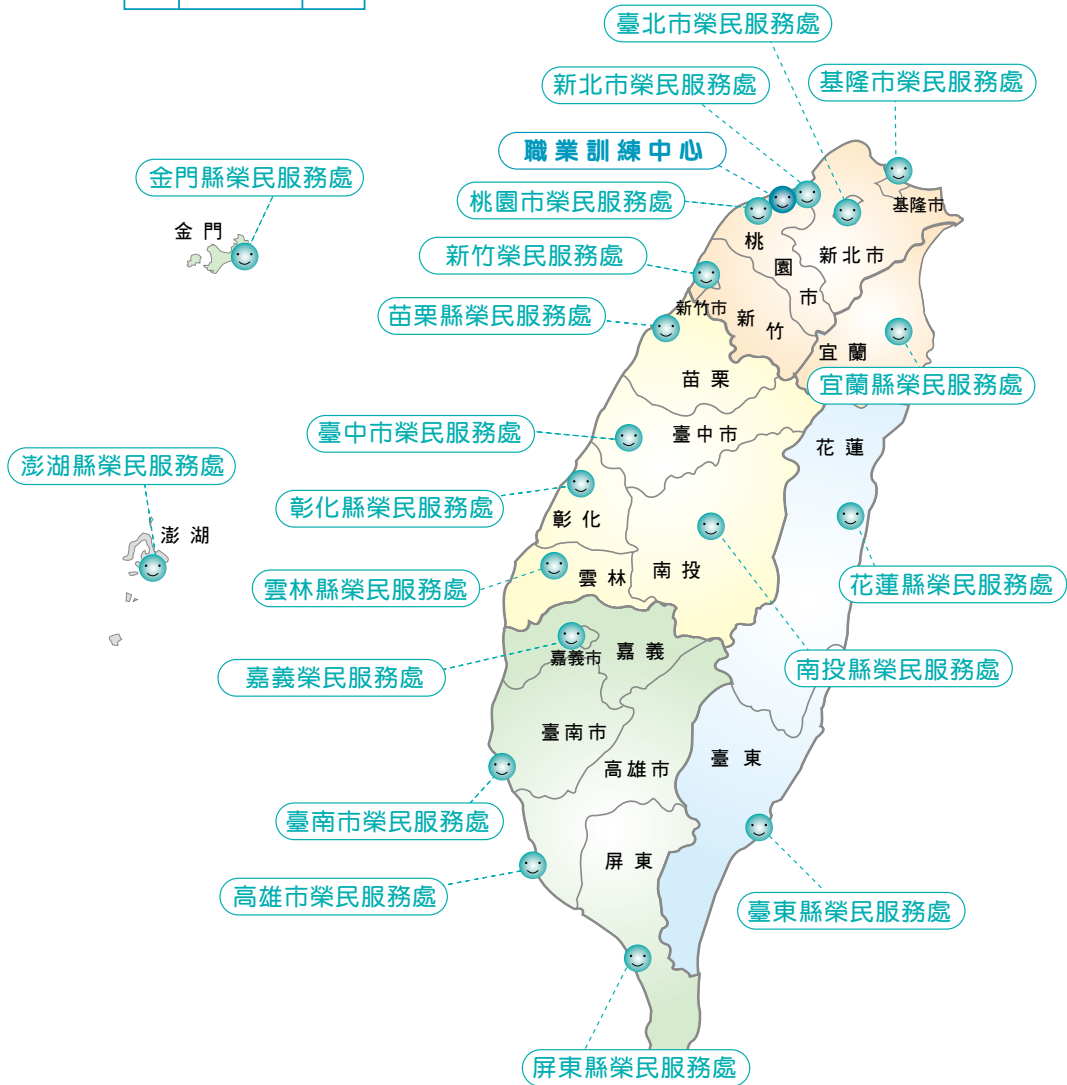 臺北市榮民服務處
新北市榮民服務處
基隆市榮民服務處
職業訓練中心
金門縣榮民服務處
桃園市榮民服務處
基隆市
金門
桃園市
新北市
新竹榮民服務處
新竹市
新竹
苗栗縣榮民服務處
宜蘭
苗栗
宜蘭縣榮民服務處
臺中市榮民服務處
臺中市
花蓮
澎湖縣榮民服務處
彰化縣榮民服務處
彰化
澎湖
雲林縣榮民服務處
雲林
南投
花蓮縣榮民服務處
嘉義市
嘉義
嘉義榮民服務處
南投縣榮民服務處
臺南市
高雄市
臺東
臺南市榮民服務處
屏東
高雄市榮民服務處
臺東縣榮民服務處
屏東縣榮民服務處